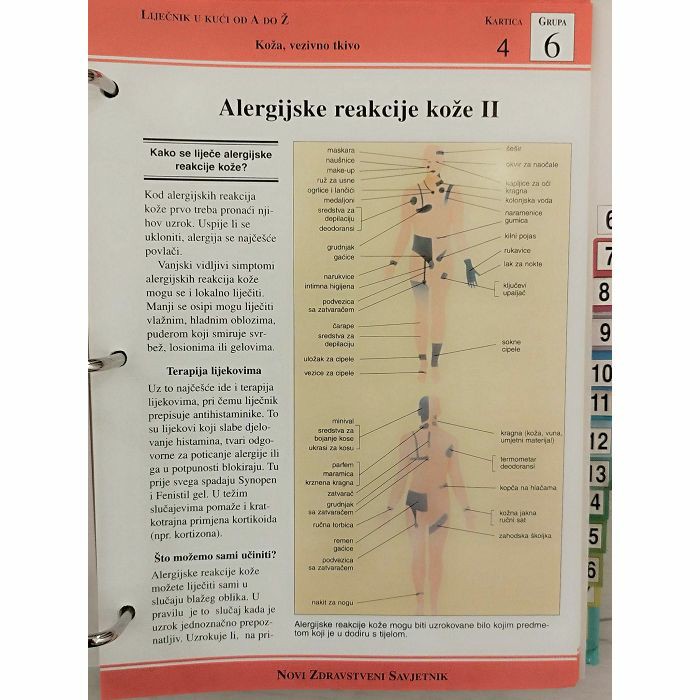 LIJEČNIK U KUĆI OD A DO Ž
Koža, vezivno tkivo
KARTICA
4
GRUPA
6
Alergijske reakcije kože II
Kako se liječe alergijske
reakcije kože?
Kod alergijskih reakcija
kože prvo treba pronaći nji-
hov uzrok. Uspije li se
ukloniti, alergija se najčešće
povlači.
Vanjski vidljivi simptomi
alergijskih reakcija kože
mogu se i lokalno liječiti.
Manji se osipi mogu liječiti
vlažnim, hladnim oblozima,
puderom koji smiruje svr-
bež, losionima ili gelovima.
Terapija lijekovima
Uz to najčešće ide i terapija
lijekovima, pri čemu liječnik
prepisuje antihistaminike. To
su lijekovi koji slabe djelo-
vanje histamina, tvari odgo-
vorne za poticanje alergije ili
ga u potpunosti blokiraju. Tu
prije svega spadaju Synopen
i Fenistil gel. U težim
slučajevima pomaže i krat-
kotrajna primjena kortikoida
(npr. kortizona).
Što možemo sami učiniti?
Alergijske reakcije kože
možete liječiti sami u
slučaju blažeg oblika. U
pravilu je to slučaj kada je
uzrok jednoznačno prepoz-
natljiv. Uzrokuje li, na pri-
maskara
naušnice
make-up
ruž za usne
ogrlice i lančići
medaljoni
sredstva za
depilaciju
deodoransi
grudnjak
gaćice
narukvice
intimna higijena
podvezica
sa zatvaračem
čarape
sredstva za
depilaciju
uložak za cipele
vezice za cipele
šešir
okvir za naočale
kapljice za oči
kragna
kolonjska voda
naramenice
gumica
kilni pojas
rukavice
lak za nokte
ključevi
upaljač
sokne
cipele
minival
sredstva za
bojanje kose
ukrasi za kosu
parfem
maramica
krznena kragna
zatvarač
grudnjak
sa zatvaračem
ručna torbica
remen
gaćice
podvezica
sa zatvaračem
nakit za nogu
kragna (koža, vuna,
umjetni materijal)
termometar
deodoransi
kopča na hlačama
kožna jakna
ručni sat
zahodska školjka
Alergijske reakcije kože mogu biti uzrokovane bilo kojim predme-
tom koji je u dodiru s tijelom.
NOVI ZDRAVSTVENI SAVJETNIK
6
7
8
9
10
11
12
13
4
5
6